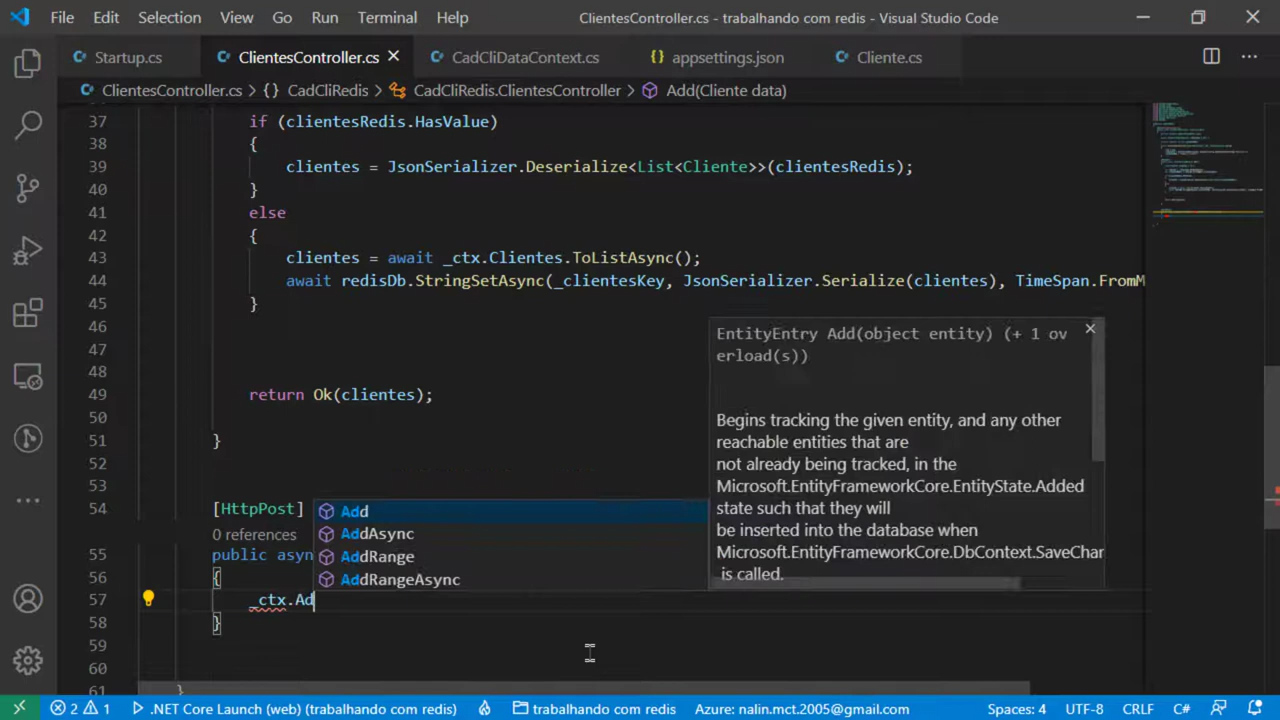 File Edit Selection View Go Run Terminal Help ClientesController.cs - trabalhando com redis - Visual Studio Code
Startup.cs ClientesController.cs CadCliDataContext.cs {} appsettings.json Cliente.cs
ClientesController.cs {} CadCliRedis CadCliRedis.ClientesController Add(Cliente data)
37 if (clientesRedis.HasValue)
38 {
39 clientes = JsonSerializer.Deserialize<List<Cliente>>(clientesRedis);
40 }
41 else
42 {
43 clientes = await _ctx.Clientes.ToListAsync();
44 await redisDb.StringSetAsync(_clientesKey, JsonSerializer.Serialize(clientes), TimeSpan.FromM
45 }
46
47
48
49 return Ok(clientes);
50
51 }
52
53
54 [HttpPost]
0 references
55 public asyn
56 {
57 _ctx.Ad
58 }
59
60
61 }
Add
AddAsync
AddRange
AddRangeAsync
EntityEntry Add(object entity) (+ 1 ov
erload(s))
Begins tracking the given entity, and any other
reachable entities that are
not already being tracked, in the
Microsoft.EntityFrameworkCore.EntityState.Added
state such that they will
be inserted into the database when
Microsoft.EntityFrameworkCore.DbContext.SaveChar
is called.
2 1 .NET Core Launch (web) (trabalhando com redis) trabalhando com redis Azure: nalin.mct.2005@gmail.com Spaces: 4 UTF-8 CRLF C#